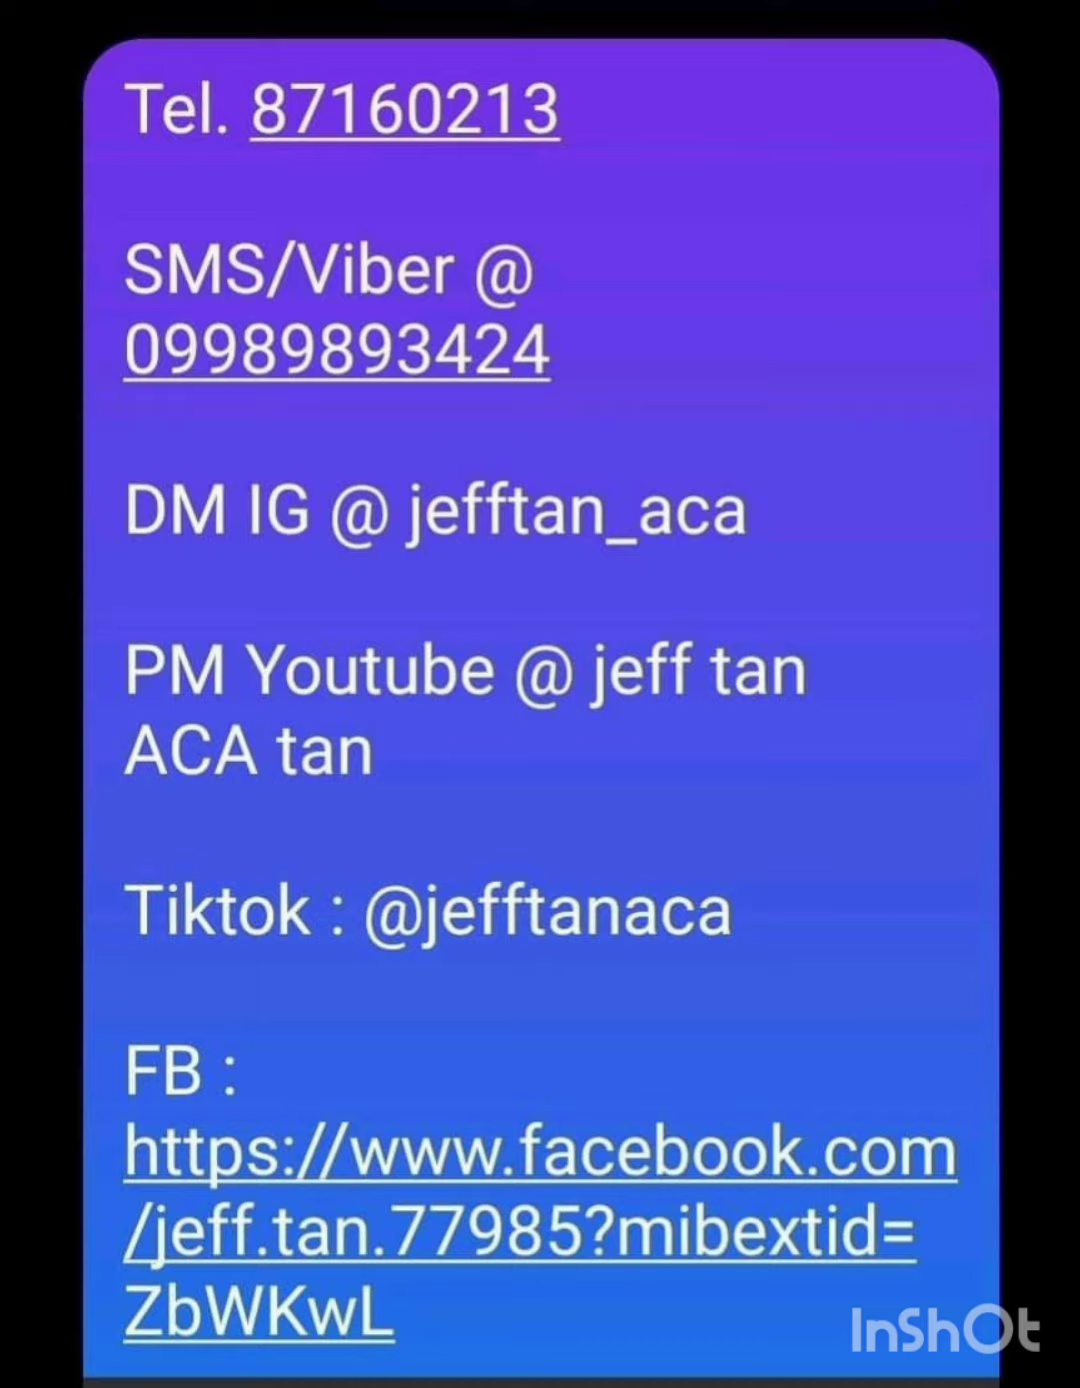 Tel. 87160213
SMS/Viber @
09989893424
DM IG @ jefftan_aca
PM Youtube @ jeff tan
ACA tan
Tiktok : @jefftanaca
FB :
https://www.facebook.com
/jeff.tan.77985?mibextid=
ZbWKwL
InShOt